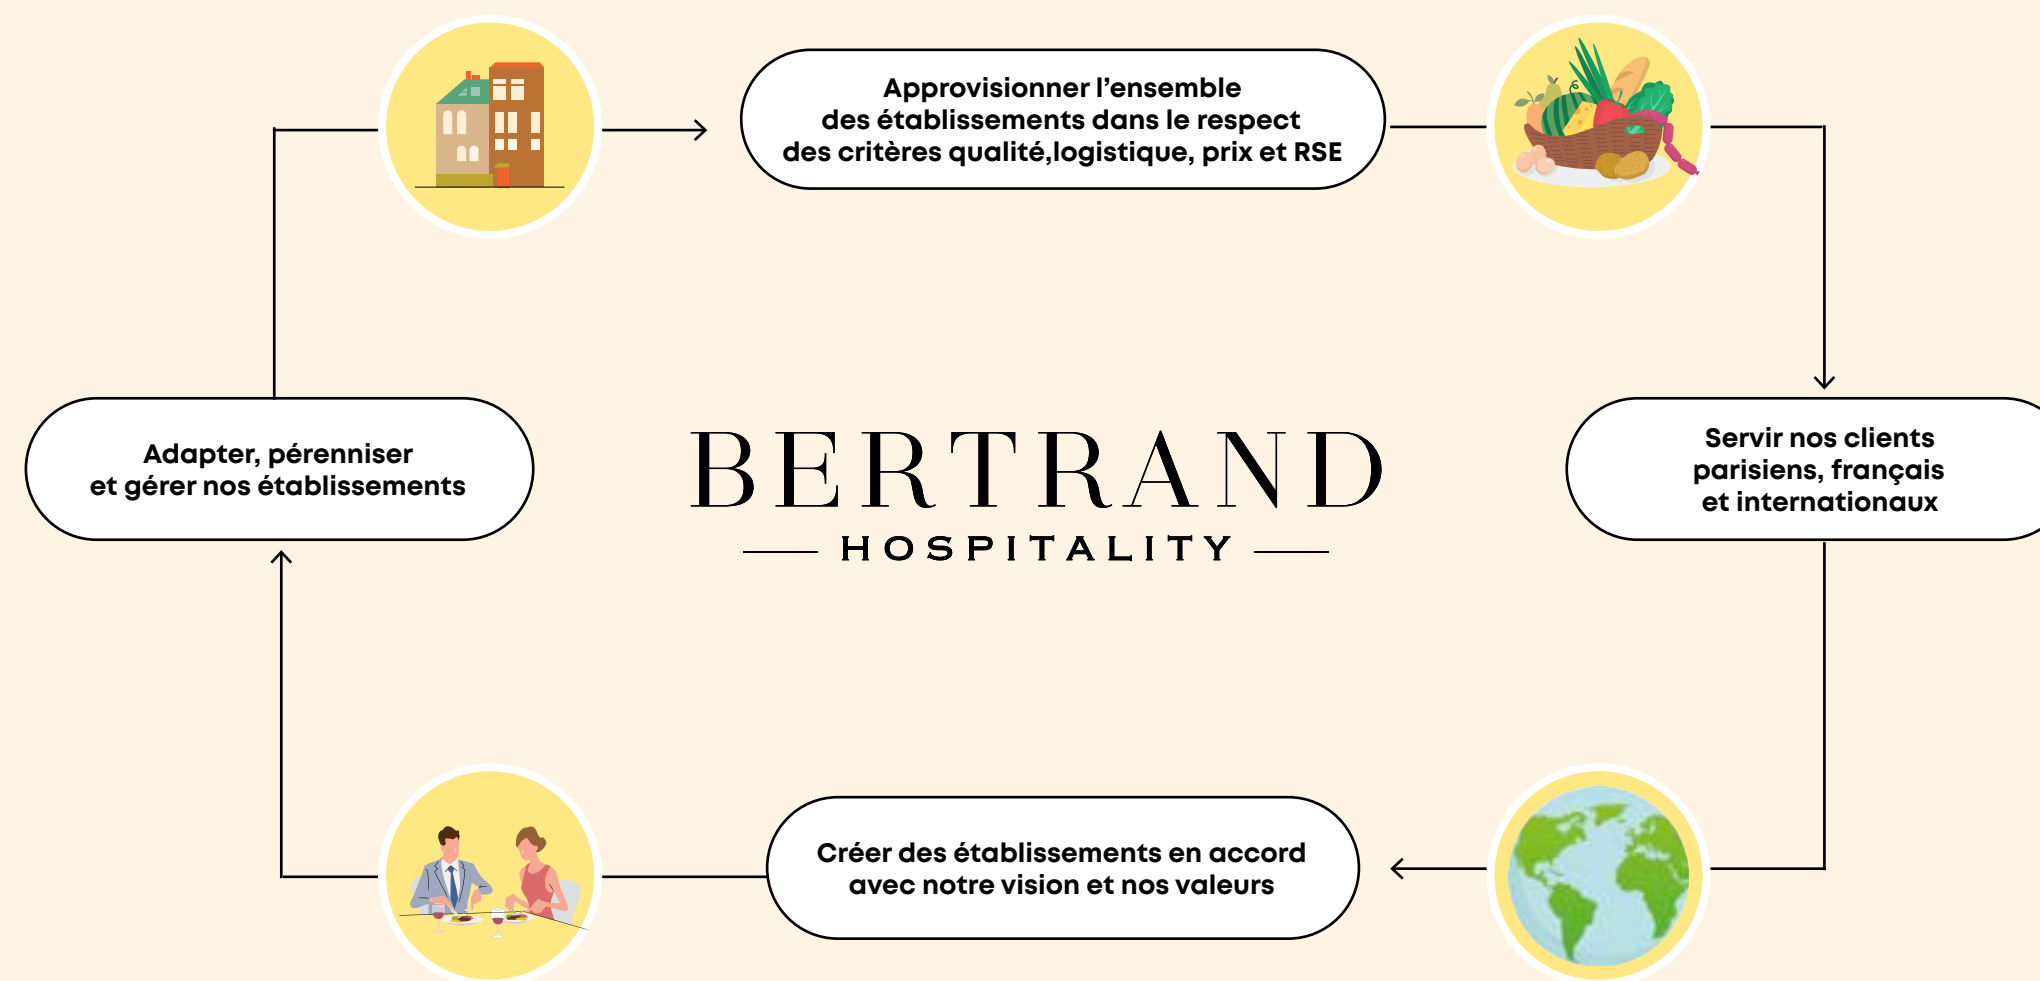 Approvisionner l’ensemble
des établissements dans le respect
des critères qualité,logistique, prix et RSE
Adapter, pérenniser
et gérer nos établissements
BERTRAND
HOSPITALITY
Servir nos clients
parisiens, français
et internationaux
Créer des établissements en accord
avec notre vision et nos valeurs